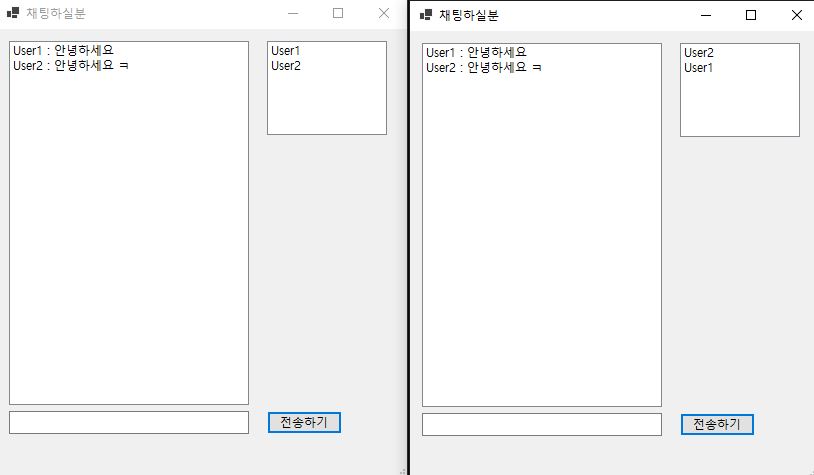 채팅하실분
User1 : 안녕하세요
User2 : 안녕하세요 ㅋ
User1
User2
전송하기
채팅하실분
User1 : 안녕하세요
User2 : 안녕하세요 ㅋ
User2
User1
전송하기